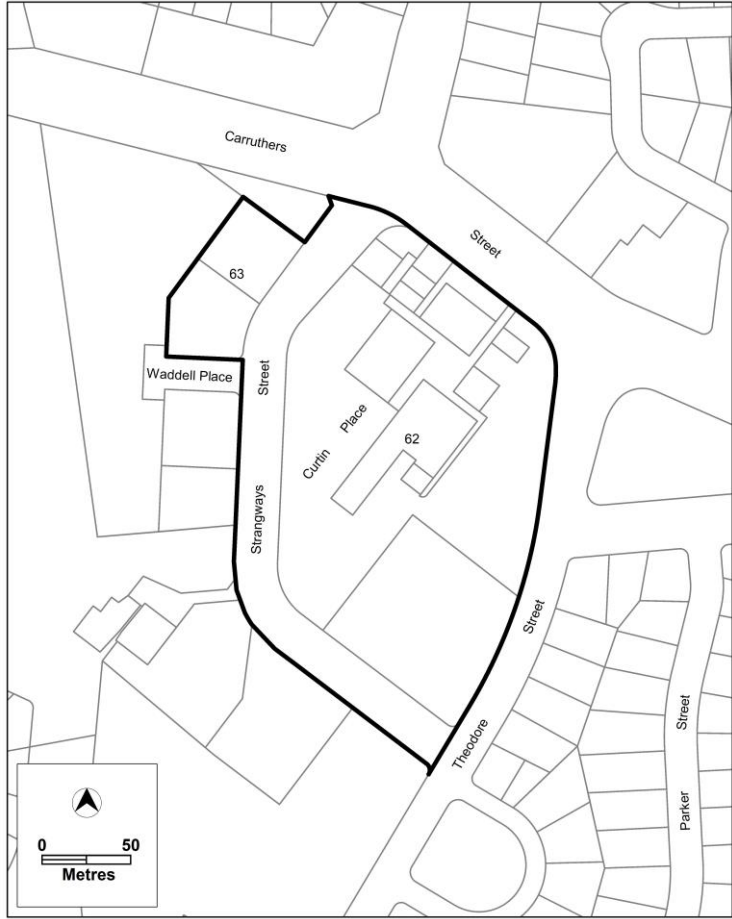 Carruthers
Street
63
Waddell Place
Street
Place
62
Curtin
Strangways
Street
Theodore
Street
Parker
0 50
Metres